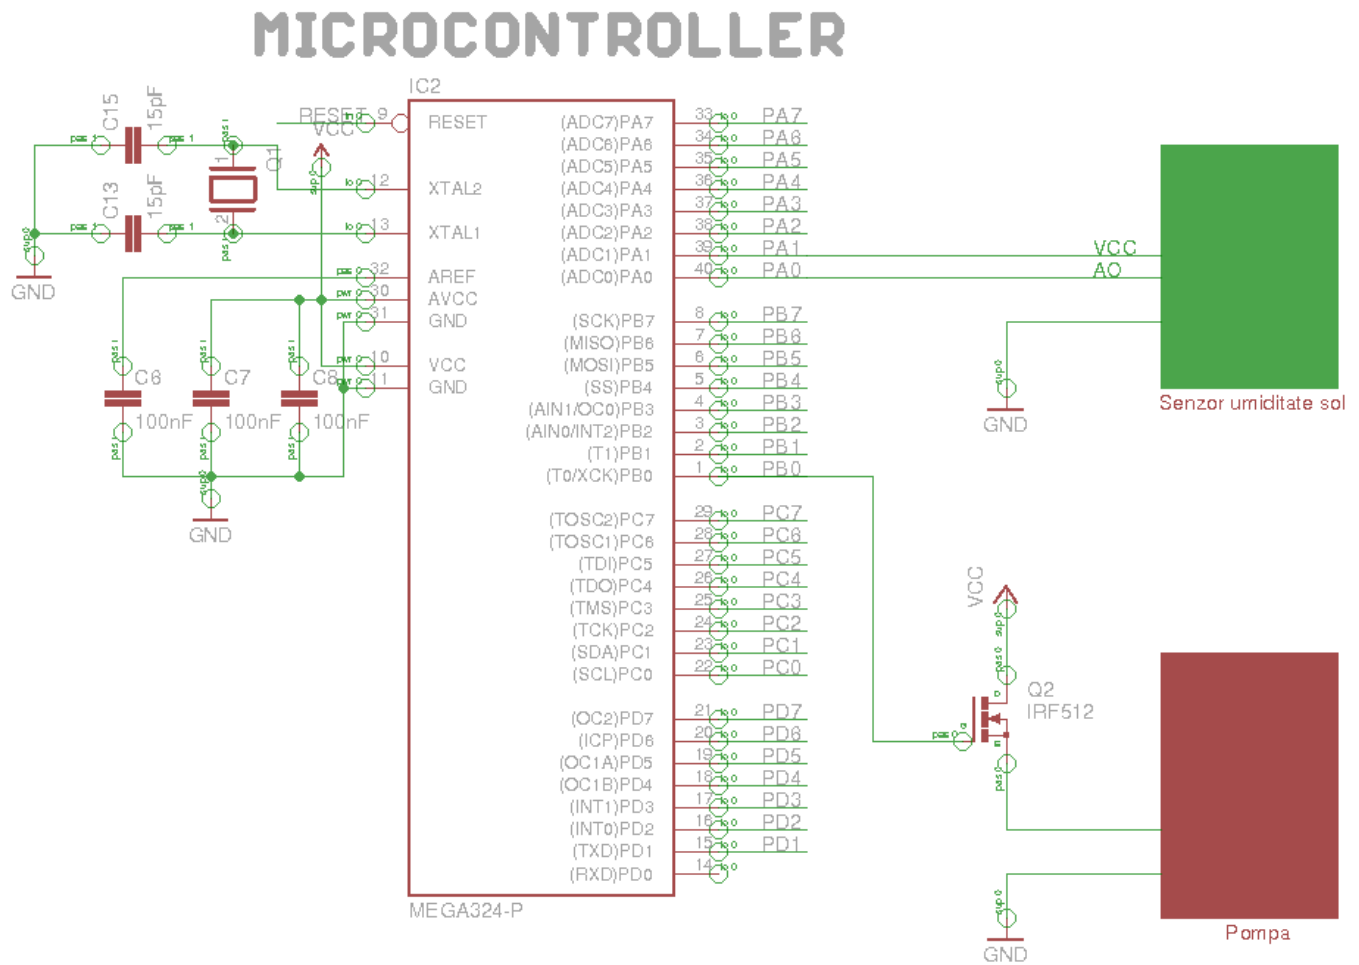 MICROCONTROLLER
IC2
C15
15pF
RESET
9
RESET
VCC
Q1
1
2
12
XTAL2
C13
15pF
13
XTAL1
GND
32
AREF
30
AVCC
31
GND
10
VCC
11
GND
C6
100nF
C7
100nF
C8
100nF
GND
(ADC7)PA7 33 PA7
(ADC6)PA6 34 PA6
(ADC5)PA5 35 PA5
(ADC4)PA4 36 PA4
(ADC3)PA3 37 PA3
(ADC2)PA2 38 PA2
(ADC1)PA1 39 PA1
(ADC0)PA0 40 PA0
(SCK)PB7 8 PB7
(MISO)PB6 7 PB6
(MOSI)PB5 6 PB5
(SS)PB4 5 PB4
(AIN1/OC0)PB3 4 PB3
(AIN0/INT2)PB2 3 PB2
(T1)PB1 2 PB1
(T0/XCK)PB0 1 PB0
(TOSC2)PC7 29 PC7
(TOSC1)PC6 28 PC6
(TDI)PC5 27 PC5
(TDO)PC4 26 PC4
(TMS)PC3 25 PC3
(TCK)PC2 24 PC2
(SDA)PC1 23 PC1
(SCL)PC0 22 PC0
(OC2)PD7 21 PD7
(ICP)PD6 20 PD6
(OC1A)PD5 19 PD5
(OC1B)PD4 18 PD4
(INT1)PD3 17 PD3
(INT0)PD2 16 PD2
(TXD)PD1 15 PD1
(RXD)PD0 14
MEGA324-P
VCC
AO
GND
Senzor umiditate sol
VCC
Q2
IRF512
GND
Pompa